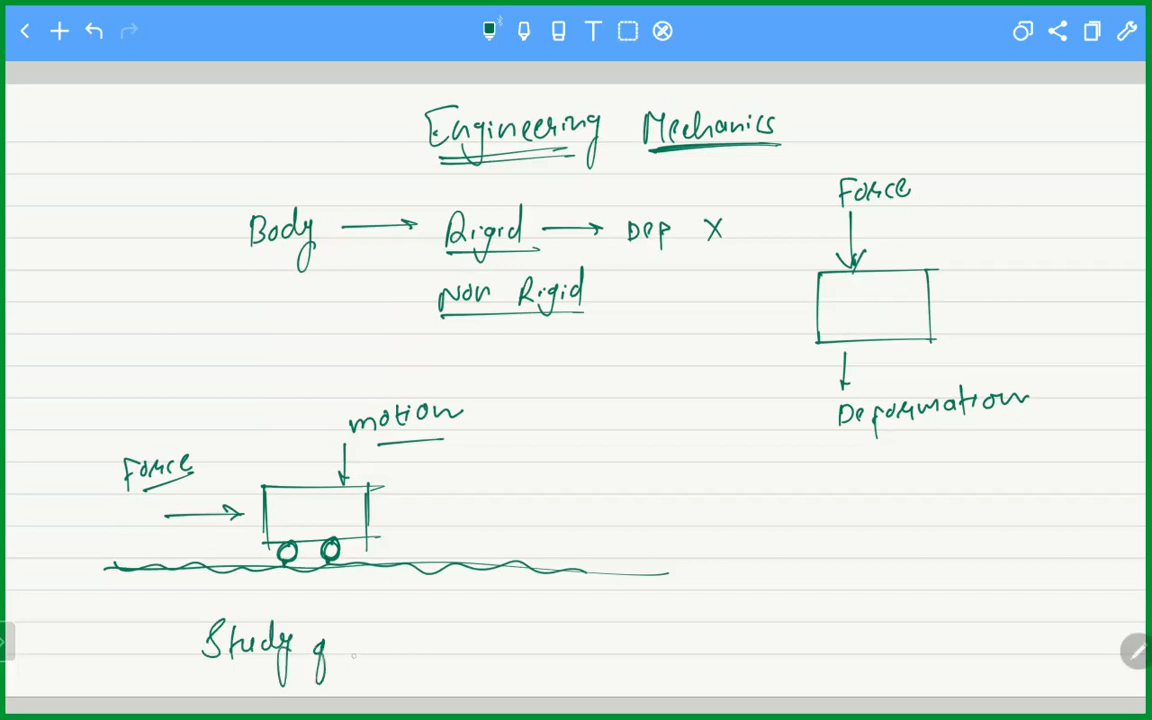 Engineering Mechanics
Force
Body → Rigid → Def X
Non Rigid
Deformation
motion
Force
Study of